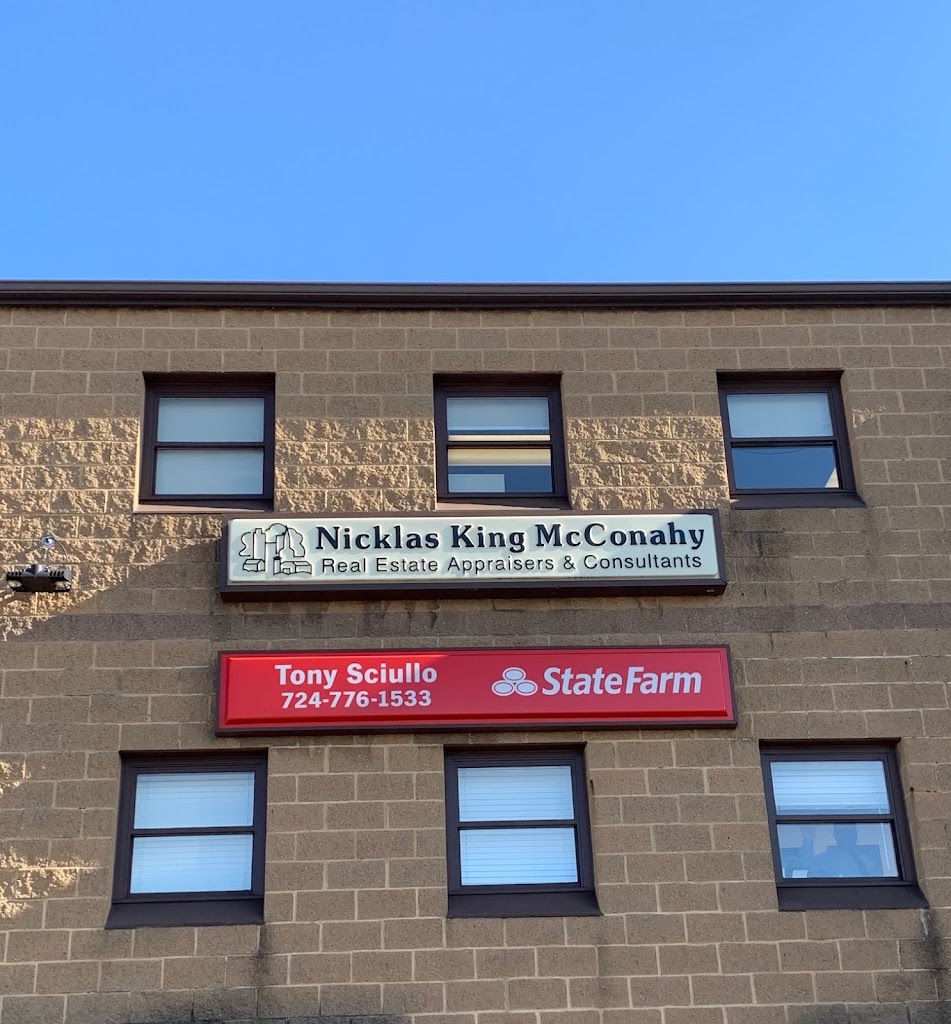 Nicklas King McConahy
Real Estate Appraisers & Consultants
Tony Sciullo
724-776-1533
StateFarm